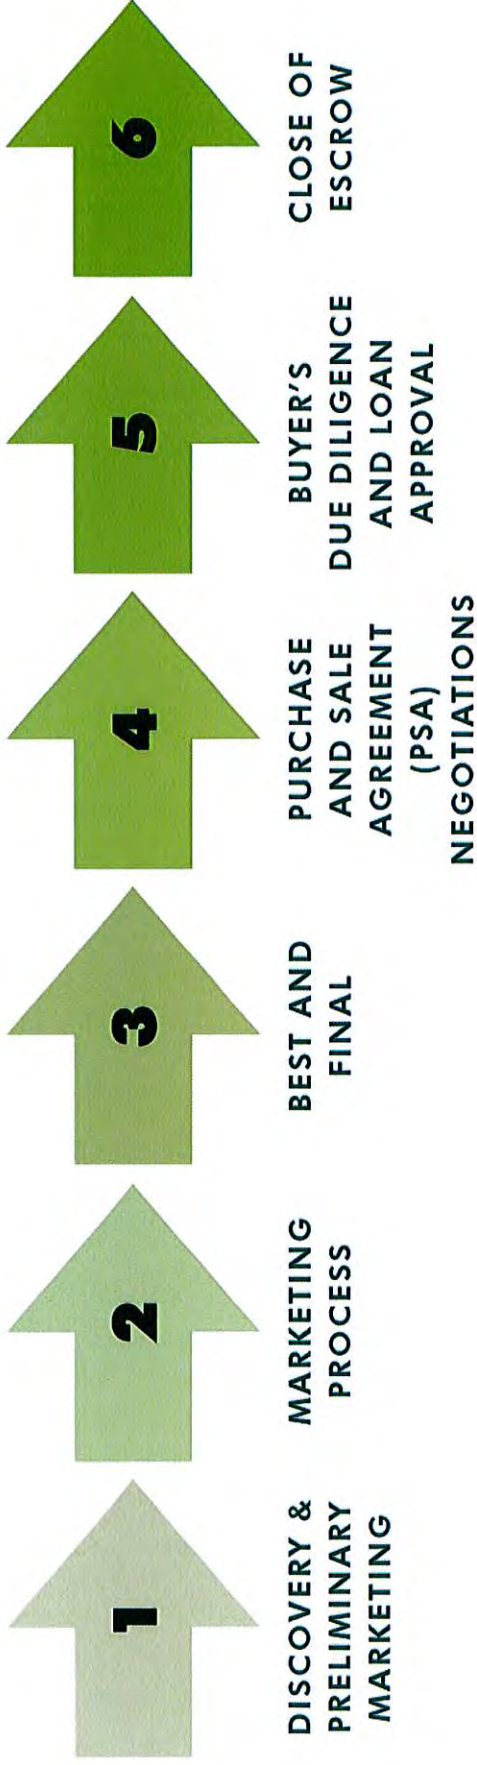 1
DISCOVERY &
PRELIMINARY
MARKETING
2
MARKETING
PROCESS
3
BEST AND
FINAL
4
PURCHASE
AND SALE
AGREEMENT
(PSA)
NEGOTIATIONS
5
BUYER'S
DUE DILIGENCE
AND LOAN
APPROVAL
6
CLOSE OF
ESCROW